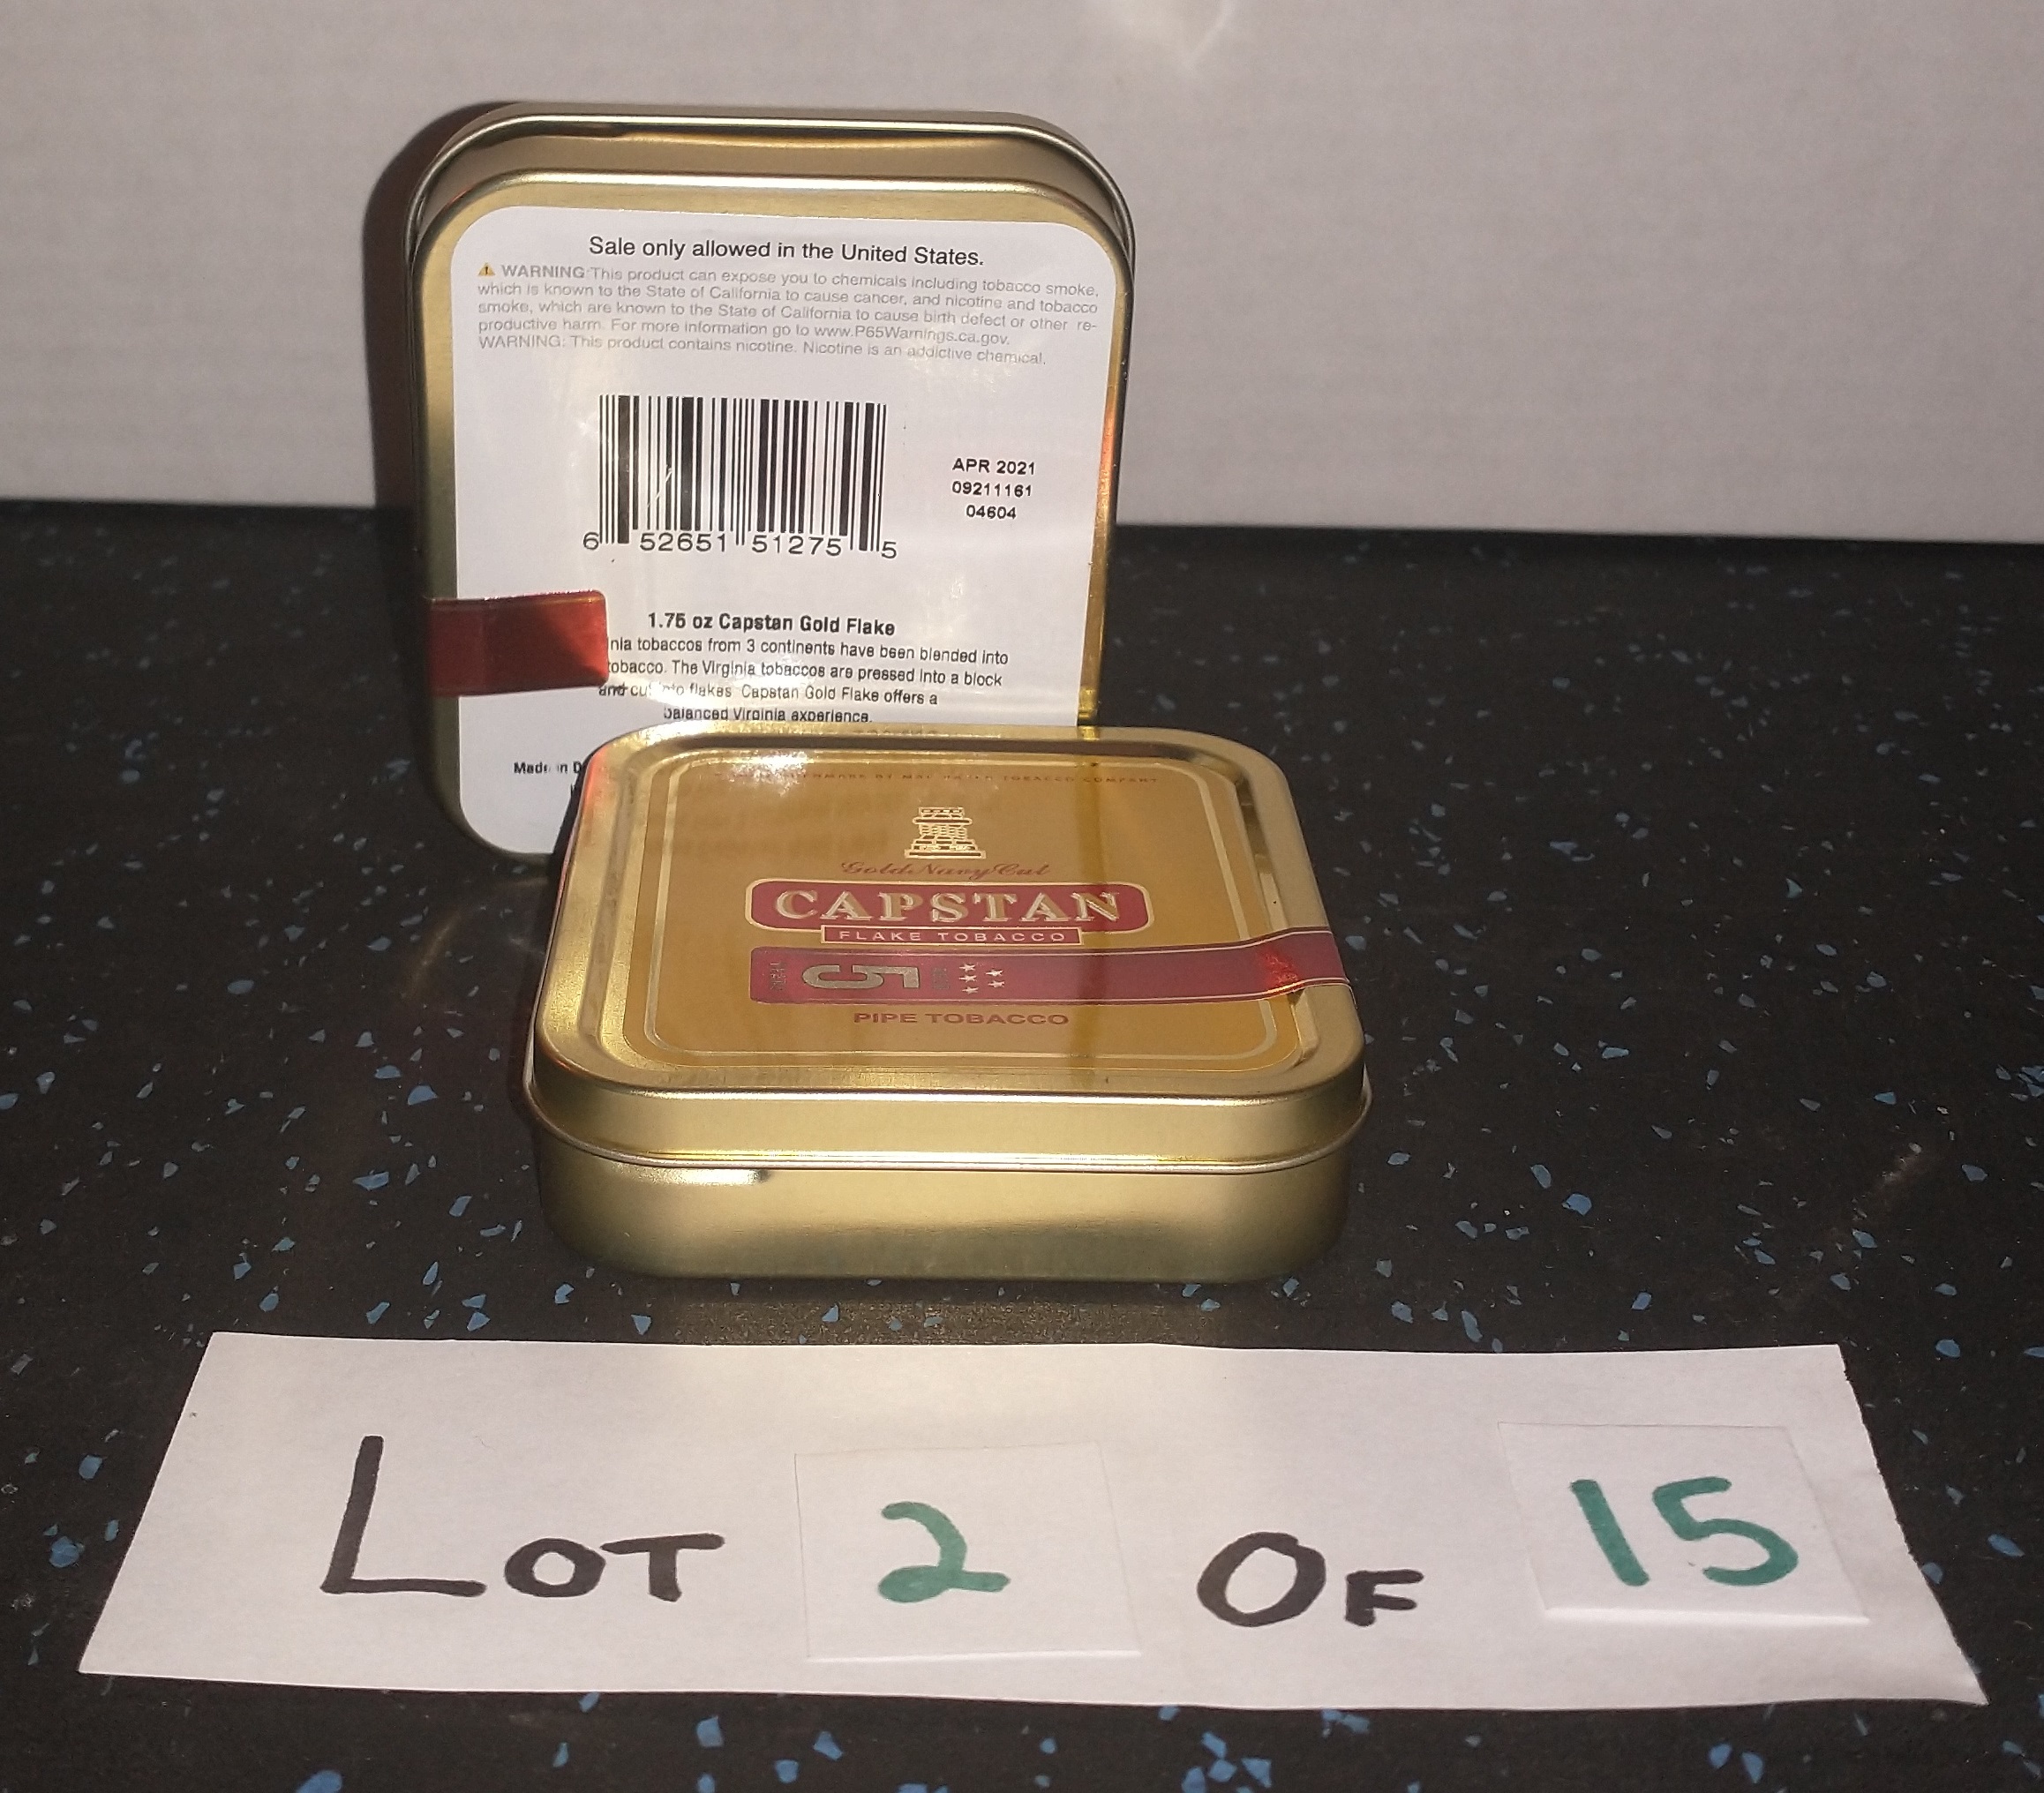 Sale only allowed in the United States.
WARNING: This product can expose you to chemicals including tobacco smoke,
which is known to the State of California to cause cancer, and nicotine and tobacco
smoke, which are known to the State of California to cause birth defect or other re-
productive harm. For more information go to www.P65Warnings.ca.gov.
WARNING: This product contains nicotine. Nicotine is an addictive chemical.
APR 2021
09211161
04604
6 52651 51275 5
1.75 oz Capstan Gold Flake
nia tobaccos from 3 continents have been blended into
tobacco. The Virginia tobaccos are pressed into a block
and cut into flakes. Capstan Gold Flake offers a
balanced Virginia experience.
Made in D
TOBACCO COMPANY
Gold Navy Cut
CAPSTAN
FLAKE TOBACCO
5
PIPE TOBACCO
LOT 2 OF 15